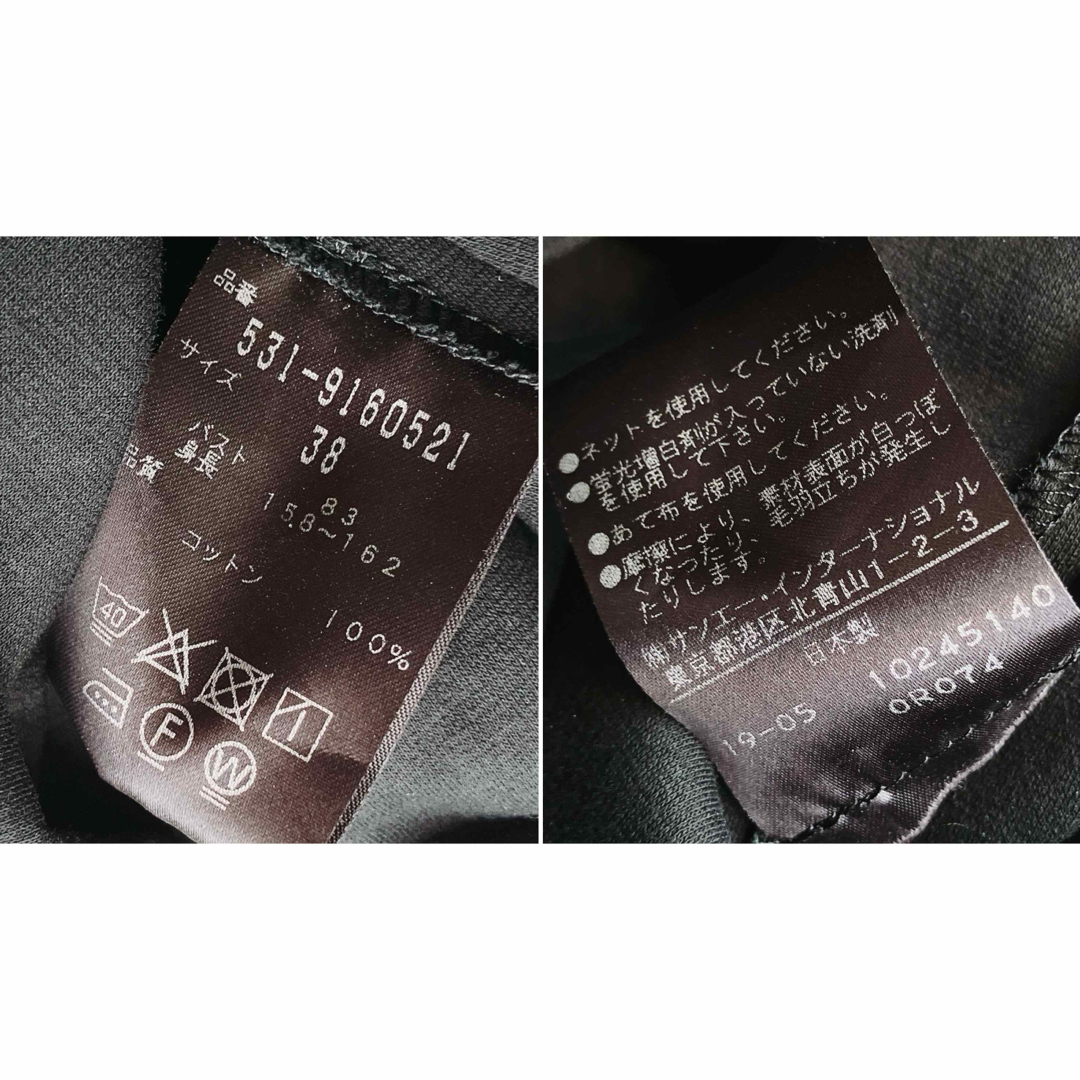 品番
531-9160521
サイズ
38
バスト 83
身長 158~162
品質
コットン 100%
40
F
W
●ネットを使用してください。
●蛍光増白剤が入っていない洗剤
を使用して下さい。
●あて布を使用してください。
●摩擦により、素材表面が白っぽ
くなったり、毛羽立ちが発生し
たりします。
㈱サンエー・インターナショナル
東京都港区北青山1-2-3
日本製
10245140
19-05 0R074